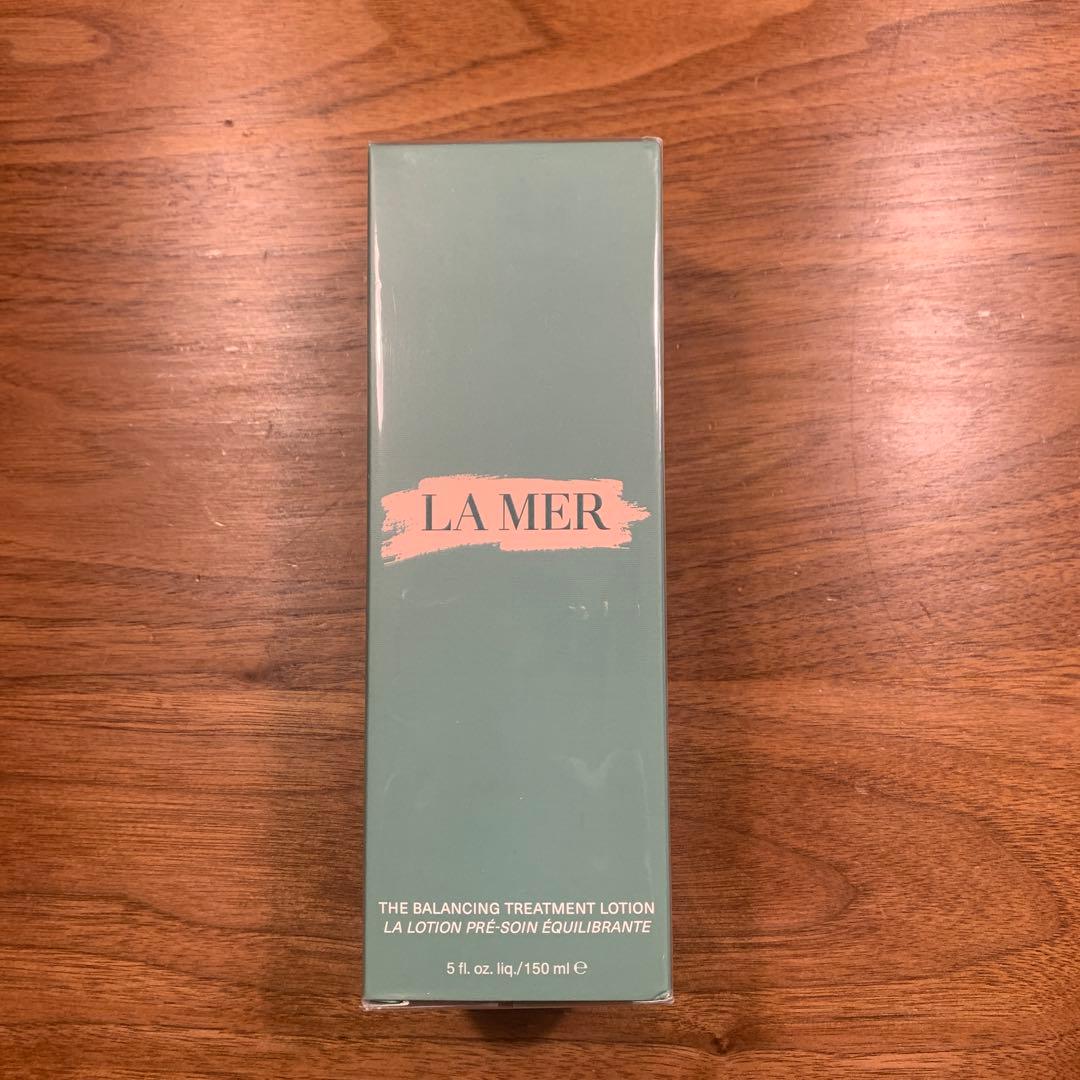 LA MER
THE BALANCING TREATMENT LOTION
LA LOTION PRÉ-SOIN ÉQUILIBRANTE
5 fl. oz. liq./150 ml ℮